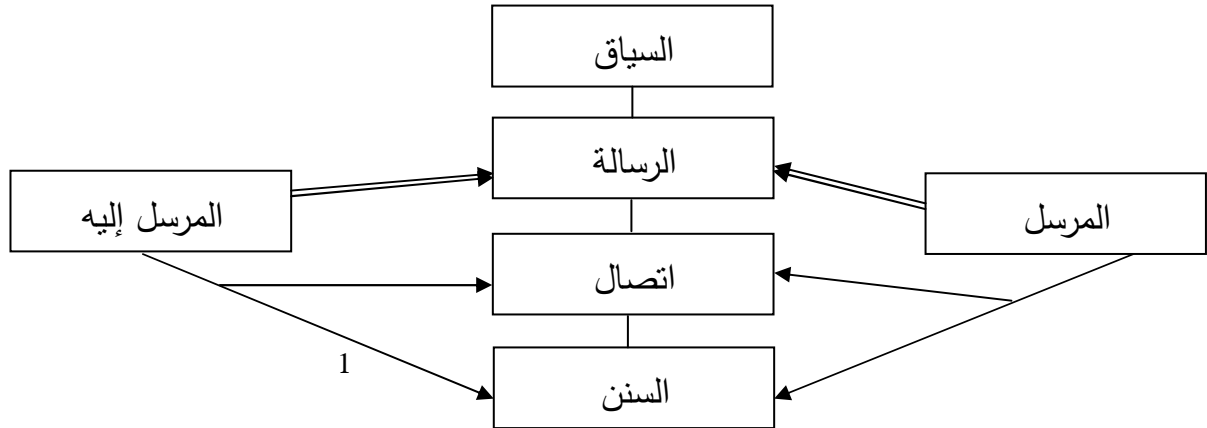 السياق
الرسالة
المرسل
المرسل إليه
اتصال
السنن
1